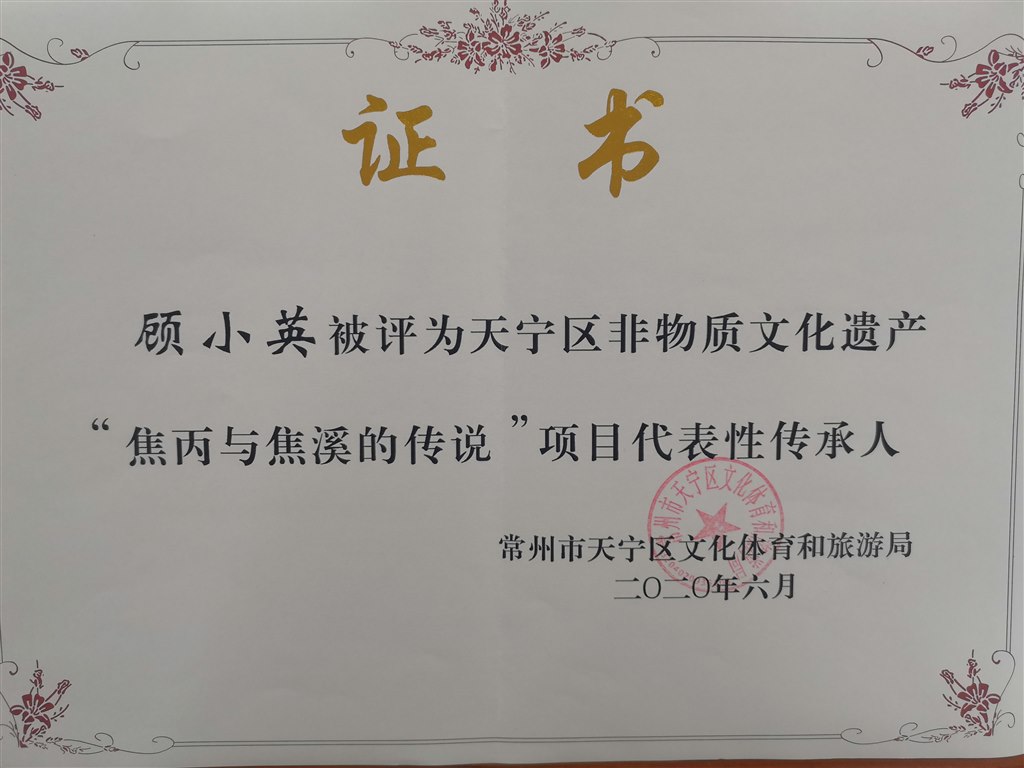 证书
顾小英被评为天宁区非物质文化遗产
“焦丙与焦溪的传说”项目代表性传承人
常州市天宁区文化体育和旅游局
二〇二〇年六月